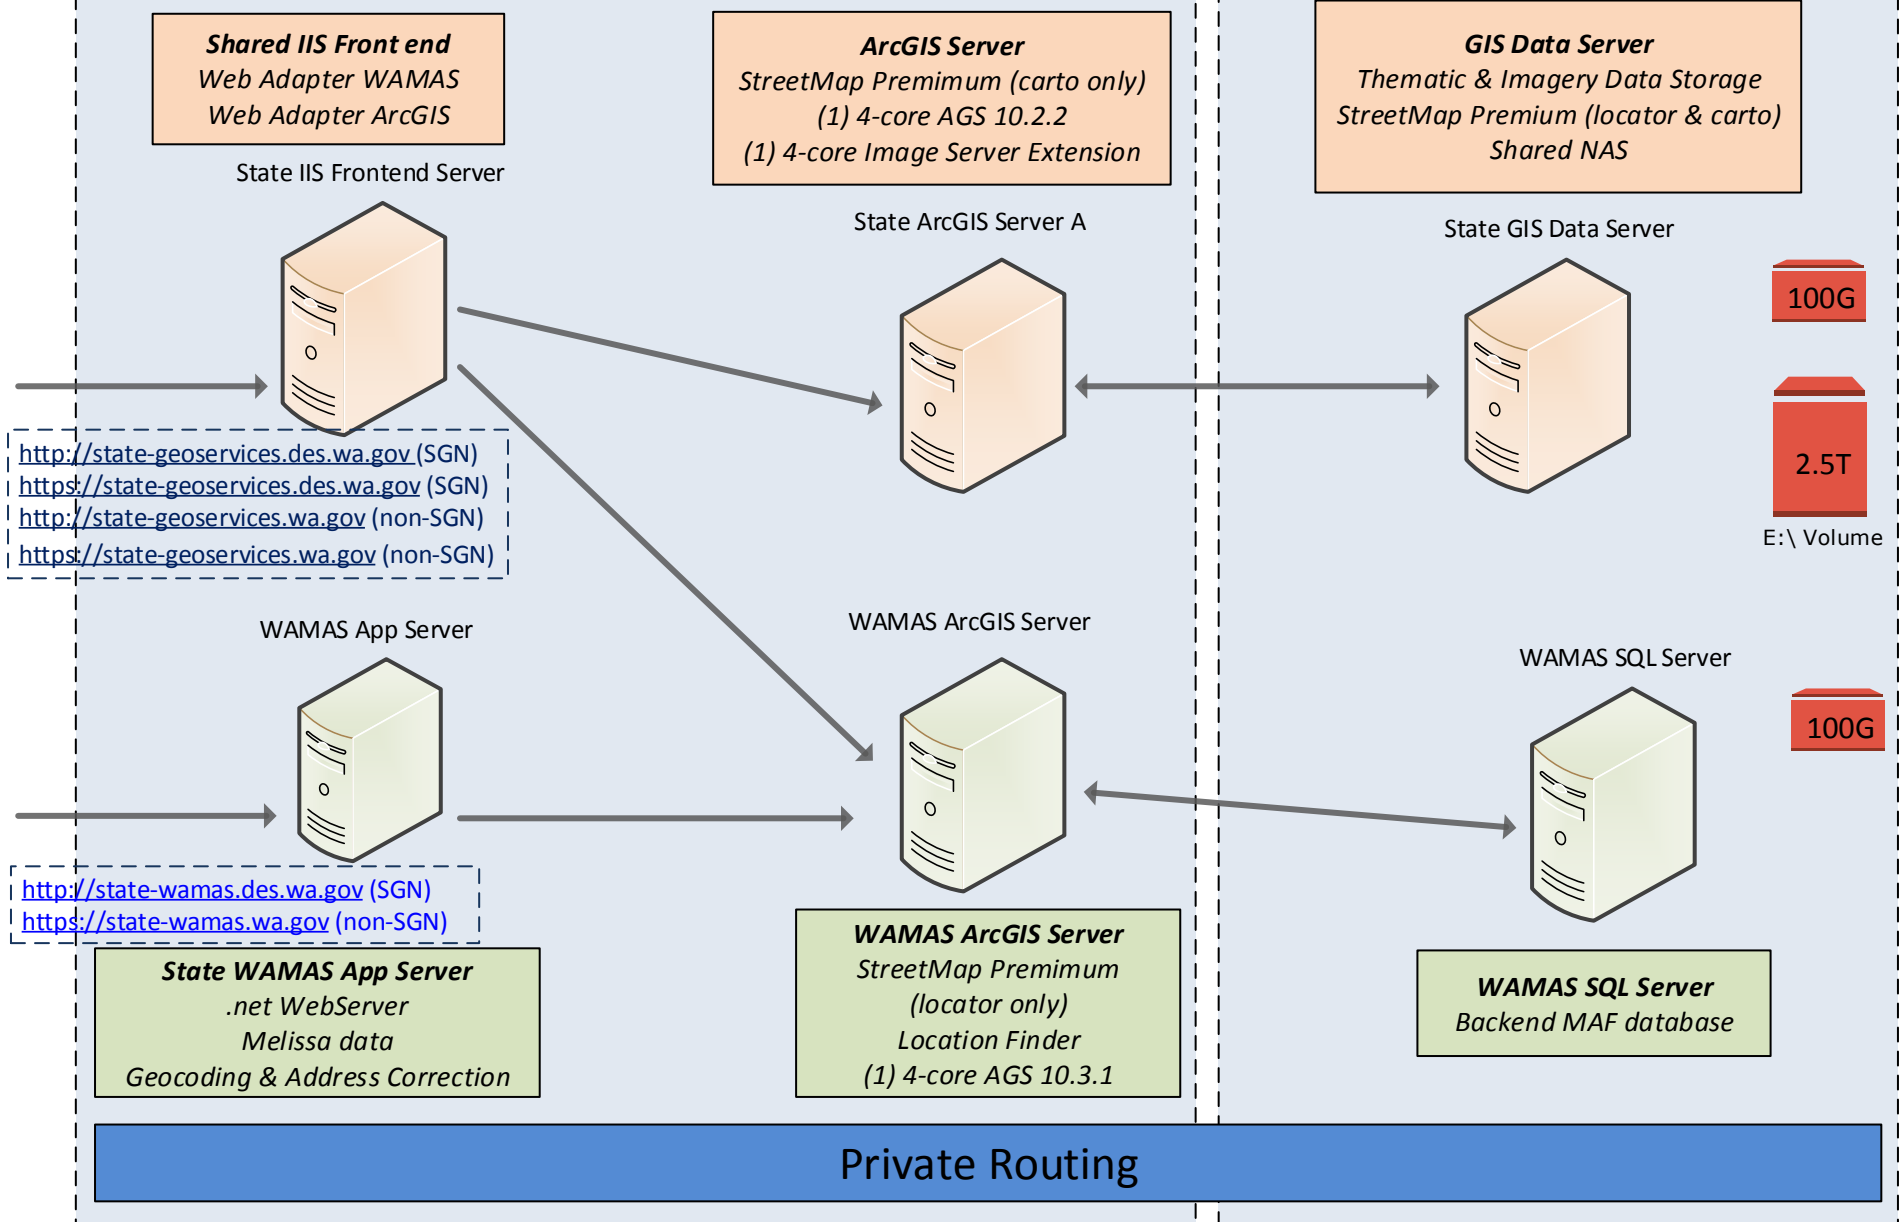 Shared IIS Front end
Web Adapter WAMAS
Web Adapter ArcGIS
ArcGIS Server
StreetMap Premimum (carto only)
(1) 4-core AGS 10.2.2
(1) 4-core Image Server Extension
GIS Data Server
Thematic & Imagery Data Storage
StreetMap Premium (locator & carto)
Shared NAS
State IIS Frontend Server
State ArcGIS Server A
State GIS Data Server
100G
2.5T
E:\ Volume
http://state-geoservices.des.wa.gov (SGN)
https://state-geoservices.des.wa.gov (SGN)
http://state-geoservices.wa.gov (non-SGN)
https://state-geoservices.wa.gov (non-SGN)
WAMAS App Server
WAMAS ArcGIS Server
WAMAS SQL Server
100G
http://state-wamas.des.wa.gov (SGN)
https://state-wamas.wa.gov (non-SGN)
State WAMAS App Server
.net WebServer
Melissa data
Geocoding & Address Correction
WAMAS ArcGIS Server
StreetMap Premimum
(locator only)
Location Finder
(1) 4-core AGS 10.3.1
WAMAS SQL Server
Backend MAF database
Private Routing